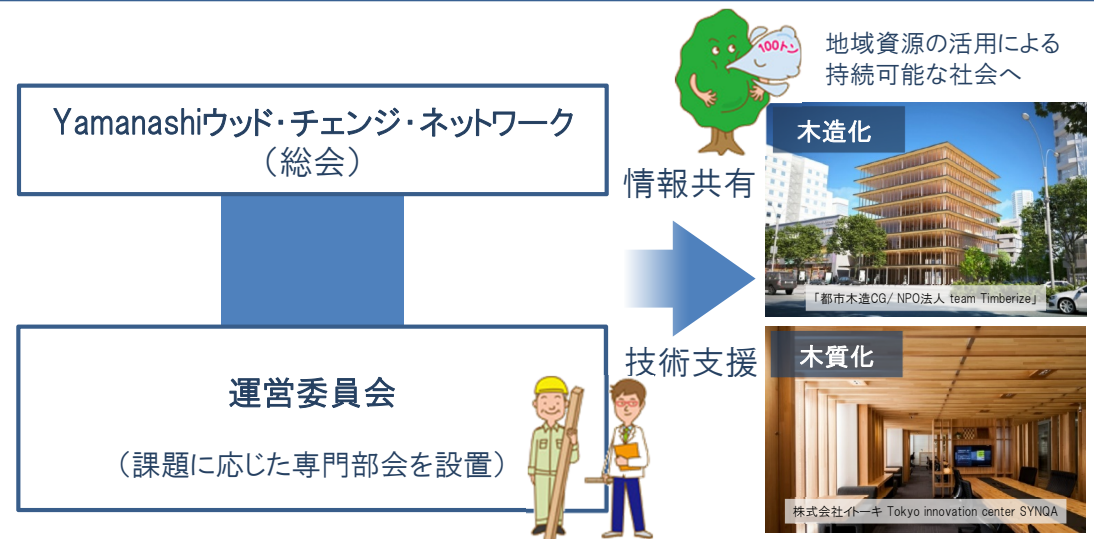 Yamanashiウッド・チェンジ・ネットワーク
（総会）
運営委員会
（課題に応じた専門部会を設置）
情報共有
技術支援
100トン
地域資源の活用による
持続可能な社会へ
木造化
「都市木造CG/ NPO法人 team Timberize」
木質化
株式会社イトーキ Tokyo innovation center SYNQA